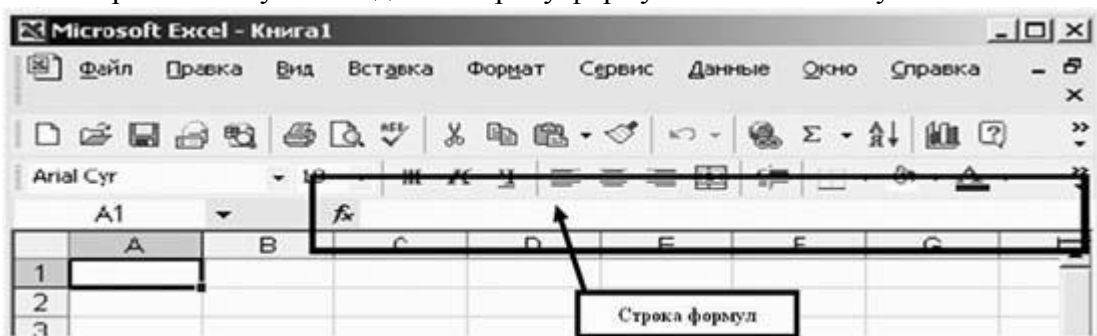 Microsoft Excel - Книга1
Файл Правка Вид Вставка Формат Сервис Данные Окно Справка
Arial Cyr 10 Ж К Ч
A1 fx
A B C D E F G
1
2
3
Строка формул